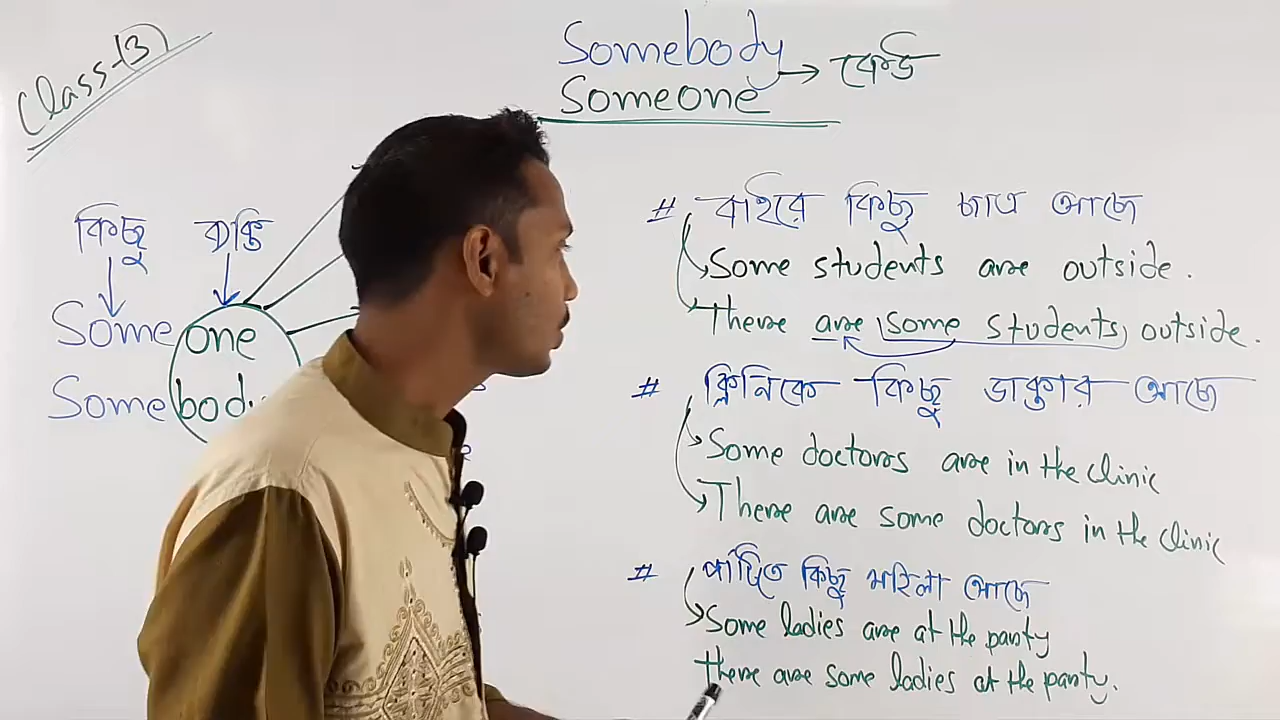 Class-13
Somebody
Someone → কেউ
কিছু ব্যক্তি
Someone
Somebody
# বাইরে কিছু ছাত্র আছে
Some students are outside.
There are some students outside.
# ক্লিনিকে কিছু ডাক্তার আছে
Some doctors are in the clinic
There are some doctors in the clinic
# পার্টিতে কিছু মহিলা আছে
Some ladies are at the party
There are some ladies at the party.